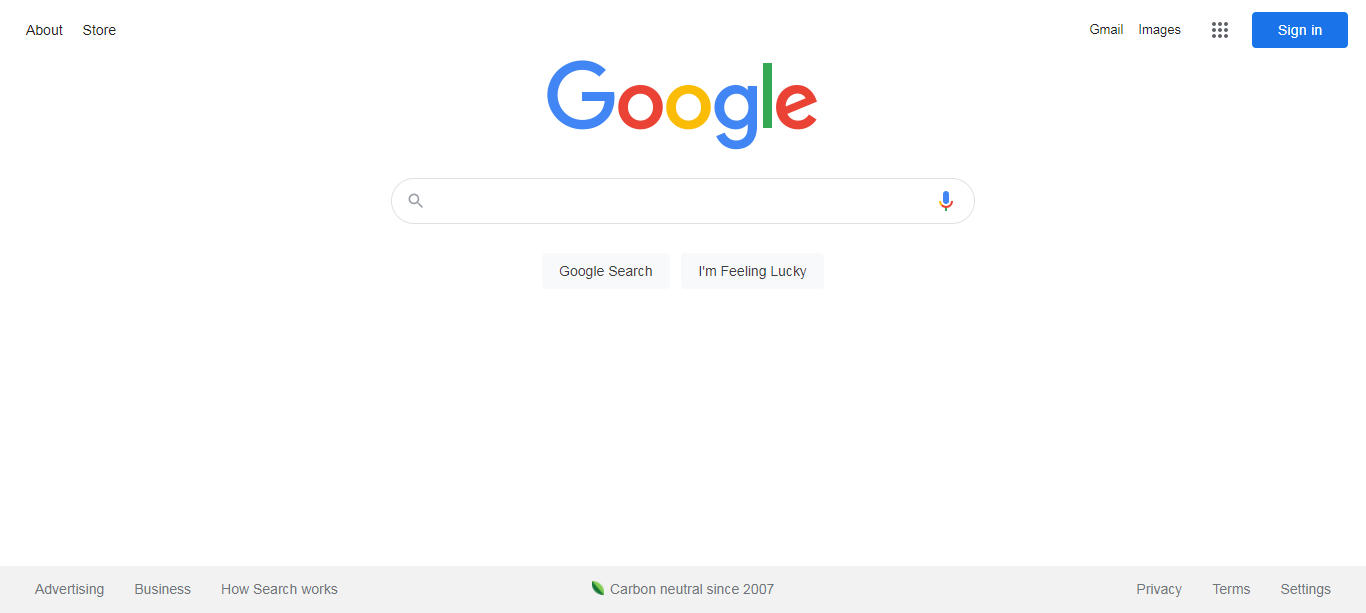 About Store Gmail Images Sign in
Google
Google Search I'm Feeling Lucky
Advertising Business How Search works Carbon neutral since 2007 Privacy Terms Settings